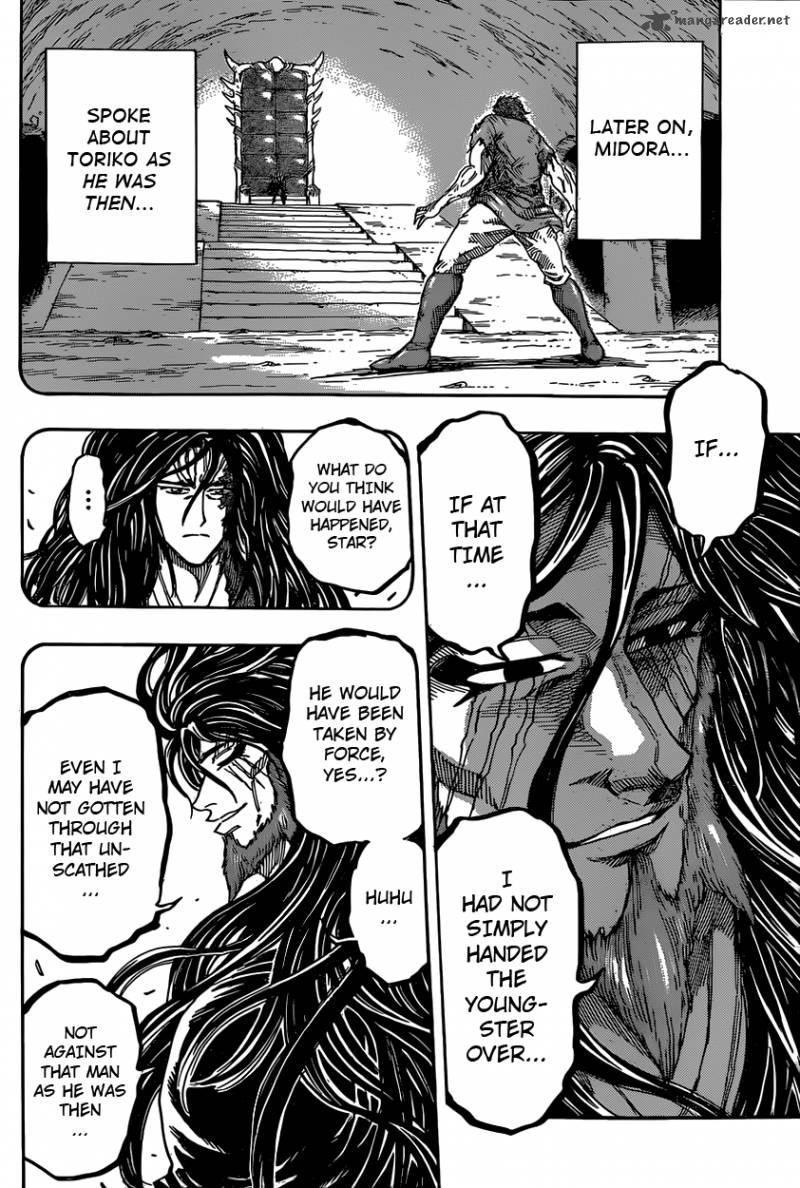 mangareader.net
LATER ON,
MIDORA...
SPOKE
ABOUT
TORIKO AS
HE WAS
THEN...
IF...
IF AT
THAT
TIME
...
I
HAD NOT
SIMPLY
HANDED
THE
YOUNG-
STER
OVER...
WHAT DO
YOU THINK
WOULD HAVE
HAPPENED,
STAR?
...
HE WOULD
HAVE BEEN
TAKEN BY
FORCE,
YES...?
HUHU
...
EVEN I
MAY HAVE
NOT GOTTEN
THROUGH
THAT UN-
SCATHED
...
NOT
AGAINST
THAT MAN
AS HE WAS
THEN
...